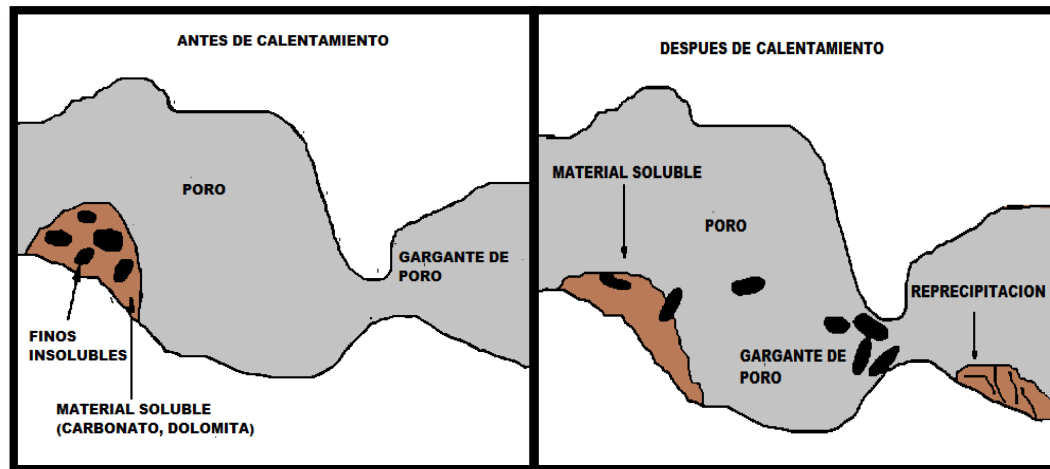 ANTES DE CALENTAMIENTO
PORO
GARGANTE DE
PORO
FINOS
INSOLUBLES
MATERIAL SOLUBLE
(CARBONATO, DOLOMITA)
DESPUES DE CALENTAMIENTO
MATERIAL SOLUBLE
PORO
REPRECIPITACION
GARGANTE DE
PORO